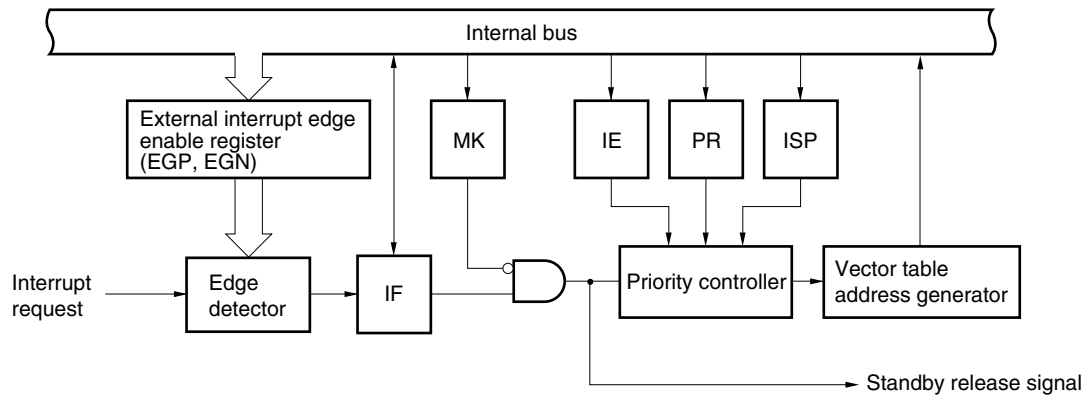 Internal bus
External interrupt edge
enable register
(EGP, EGN)
MK
IE
PR
ISP
Interrupt
request
Edge
detector
IF
Priority controller
Vector table
address generator
Standby release signal